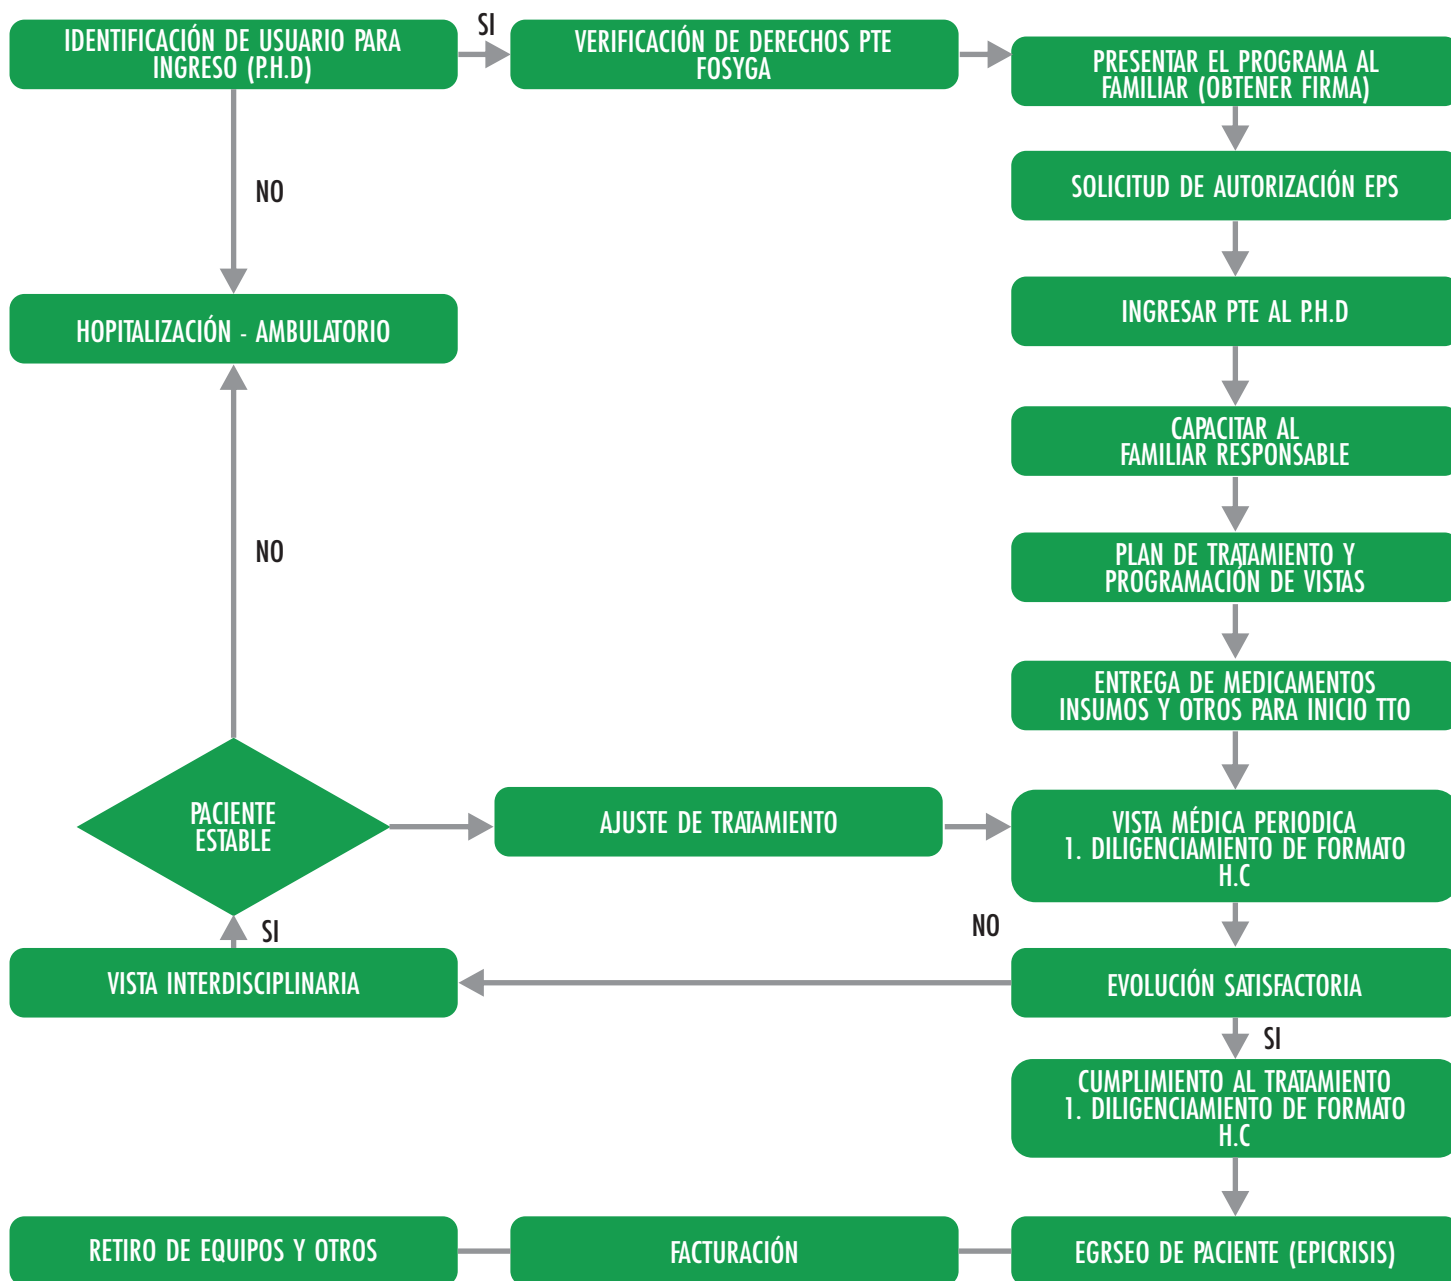 IDENTIFICACIÓN DE USUARIO PARA
INGRESO (P.H.D)
SI
VERIFICACIÓN DE DERECHOS PTE
FOSYGA
PRESENTAR EL PROGRAMA AL
FAMILIAR (OBTENER FIRMA)
NO
SOLICITUD DE AUTORIZACIÓN EPS
HOPITALIZACIÓN - AMBULATORIO
INGRESAR PTE AL P.H.D
CAPACITAR AL
FAMILIAR RESPONSABLE
NO
PLAN DE TRATAMIENTO Y
PROGRAMACIÓN DE VISTAS
ENTREGA DE MEDICAMENTOS
INSUMOS Y OTROS PARA INICIO TTO
PACIENTE
ESTABLE
AJUSTE DE TRATAMIENTO
VISTA MÉDICA PERIODICA
1. DILIGENCIAMIENTO DE FORMATO
H.C
SI
NO
VISTA INTERDISCIPLINARIA
EVOLUCIÓN SATISFACTORIA
SI
CUMPLIMIENTO AL TRATAMIENTO
1. DILIGENCIAMIENTO DE FORMATO
H.C
RETIRO DE EQUIPOS Y OTROS
FACTURACIÓN
EGRSEO DE PACIENTE (EPICRISIS)